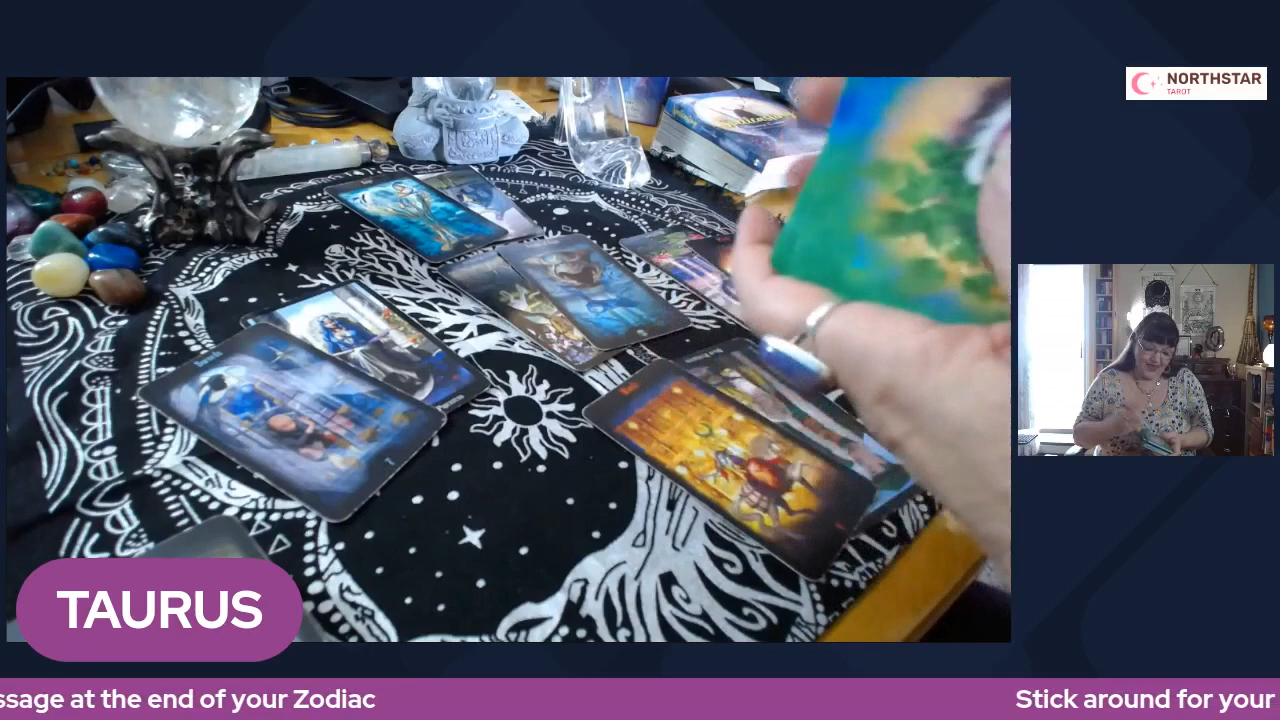 NORTHSTAR
TAROT
TAURUS
ssage at the end of your Zodiac
Stick around for your